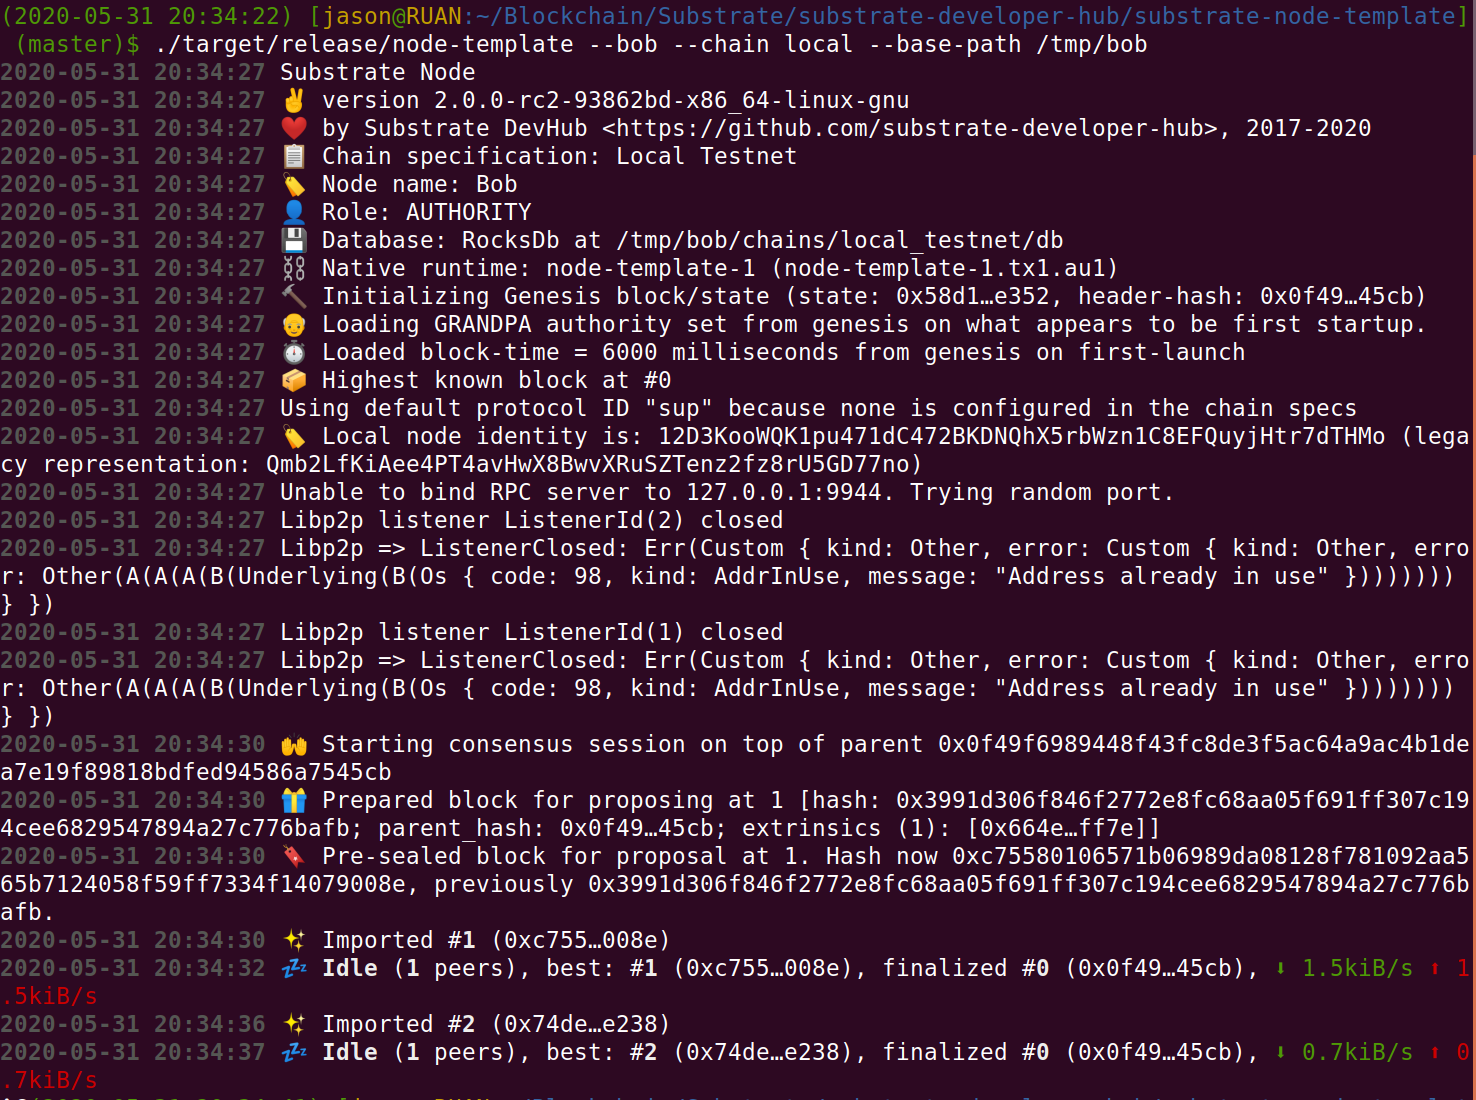 (2020-05-31 20:34:22) [jason@RUAN:~/Blockchain/Substrate/substrate-developer-hub/substrate-node-template]
(master)$ ./target/release/node-template --bob --chain local --base-path /tmp/bob
2020-05-31 20:34:27 Substrate Node
2020-05-31 20:34:27 ✌️ version 2.0.0-rc2-93862bd-x86_64-linux-gnu
2020-05-31 20:34:27 ❤️ by Substrate DevHub <https://github.com/substrate-developer-hub>, 2017-2020
2020-05-31 20:34:27 📋 Chain specification: Local Testnet
2020-05-31 20:34:27 🏷 Node name: Bob
2020-05-31 20:34:27 👤 Role: AUTHORITY
2020-05-31 20:34:27 💾 Database: RocksDb at /tmp/bob/chains/local_testnet/db
2020-05-31 20:34:27 ⛓ Native runtime: node-template-1 (node-template-1.tx1.au1)
2020-05-31 20:34:27 🔨 Initializing Genesis block/state (state: 0x58d1…e352, header-hash: 0x0f49…45cb)
2020-05-31 20:34:27 👴 Loading GRANDPA authority set from genesis on what appears to be first startup.
2020-05-31 20:34:27 ⏱ Loaded block-time = 6000 milliseconds from genesis on first-launch
2020-05-31 20:34:27 📦 Highest known block at #0
2020-05-31 20:34:27 Using default protocol ID "sup" because none is configured in the chain specs
2020-05-31 20:34:27 🏷 Local node identity is: 12D3KooWQK1pu471dC472BKDNQhX5rbWzn1C8EFQuyjHtr7dTHMo (lega
cy representation: Qmb2LfKiAee4PT4avHwX8BwvXRuSZTenz2fz8rU5GD77no)
2020-05-31 20:34:27 Unable to bind RPC server to 127.0.0.1:9944. Trying random port.
2020-05-31 20:34:27 Libp2p listener ListenerId(2) closed
2020-05-31 20:34:27 Libp2p => ListenerClosed: Err(Custom { kind: Other, error: Custom { kind: Other, erro
r: Other(A(A(A(B(Underlying(B(Os { code: 98, kind: AddrInUse, message: "Address already in use" }))))))))
} })
2020-05-31 20:34:27 Libp2p listener ListenerId(1) closed
2020-05-31 20:34:27 Libp2p => ListenerClosed: Err(Custom { kind: Other, error: Custom { kind: Other, erro
r: Other(A(A(A(B(Underlying(B(Os { code: 98, kind: AddrInUse, message: "Address already in use" }))))))))
} })
2020-05-31 20:34:30 🙌 Starting consensus session on top of parent 0x0f49f6989448f43fc8de3f5ac64a9ac4b1de
a7e19f89818bdfed94586a7545cb
2020-05-31 20:34:30 🎁 Prepared block for proposing at 1 [hash: 0x3991d306f846f2772e8fc68aa05f691ff307c19
4cee6829547894a27c776bafb; parent_hash: 0x0f49…45cb; extrinsics (1): [0x664e…ff7e]]
2020-05-31 20:34:30 🔖 Pre-sealed block for proposal at 1. Hash now 0xc75580106571b06989da08128f781092aa5
65b7124058f59ff7334f14079008e, previously 0x3991d306f846f2772e8fc68aa05f691ff307c194cee6829547894a27c776b
afb.
2020-05-31 20:34:30 ✨ Imported #1 (0xc755…008e)
2020-05-31 20:34:32 💤 Idle (1 peers), best: #1 (0xc755…008e), finalized #0 (0x0f49…45cb), ⬇ 1.5kiB/s ⬆ 1
.5kiB/s
2020-05-31 20:34:36 ✨ Imported #2 (0x74de…e238)
2020-05-31 20:34:37 💤 Idle (1 peers), best: #2 (0x74de…e238), finalized #0 (0x0f49…45cb), ⬇ 0.7kiB/s ⬆ 0
.7kiB/s